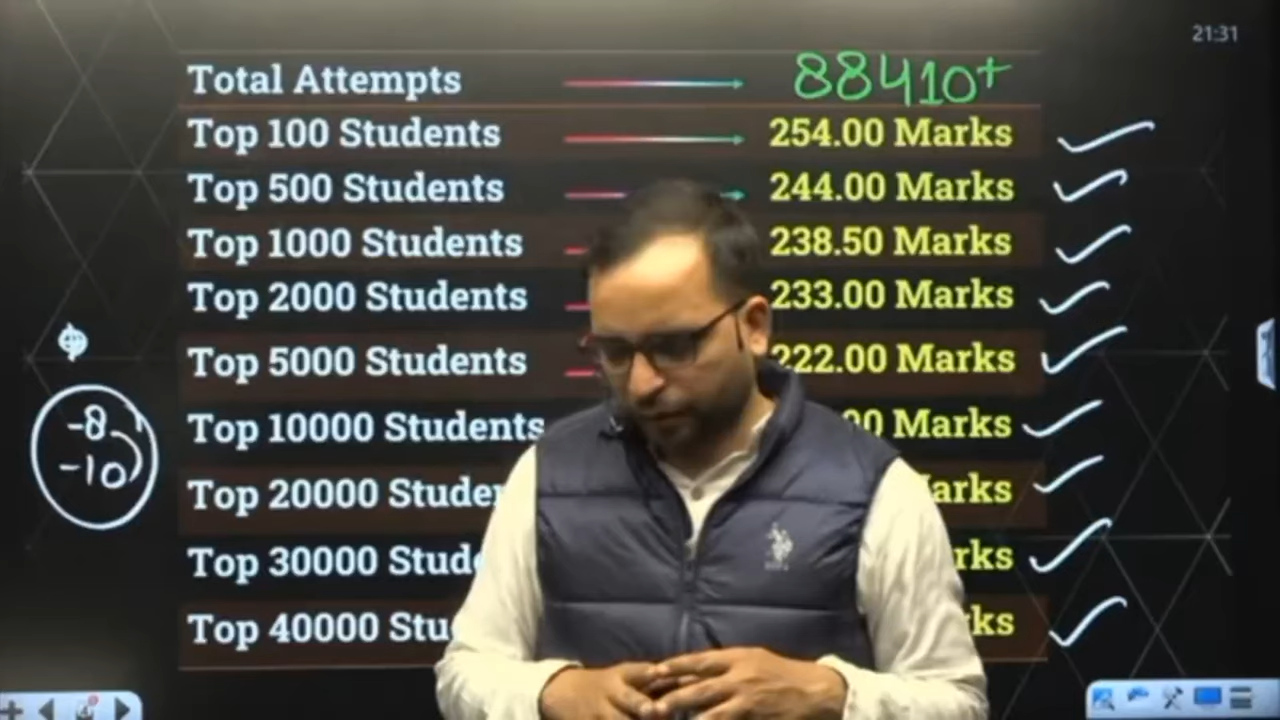 21:31
Total Attempts 88410+
Top 100 Students 254.00 Marks
Top 500 Students 244.00 Marks
Top 1000 Students 238.50 Marks
Top 2000 Students 233.00 Marks
Top 5000 Students 222.00 Marks
-8
Top 10000 Students Marks
-10
Top 20000
Top 30000
Top 40000